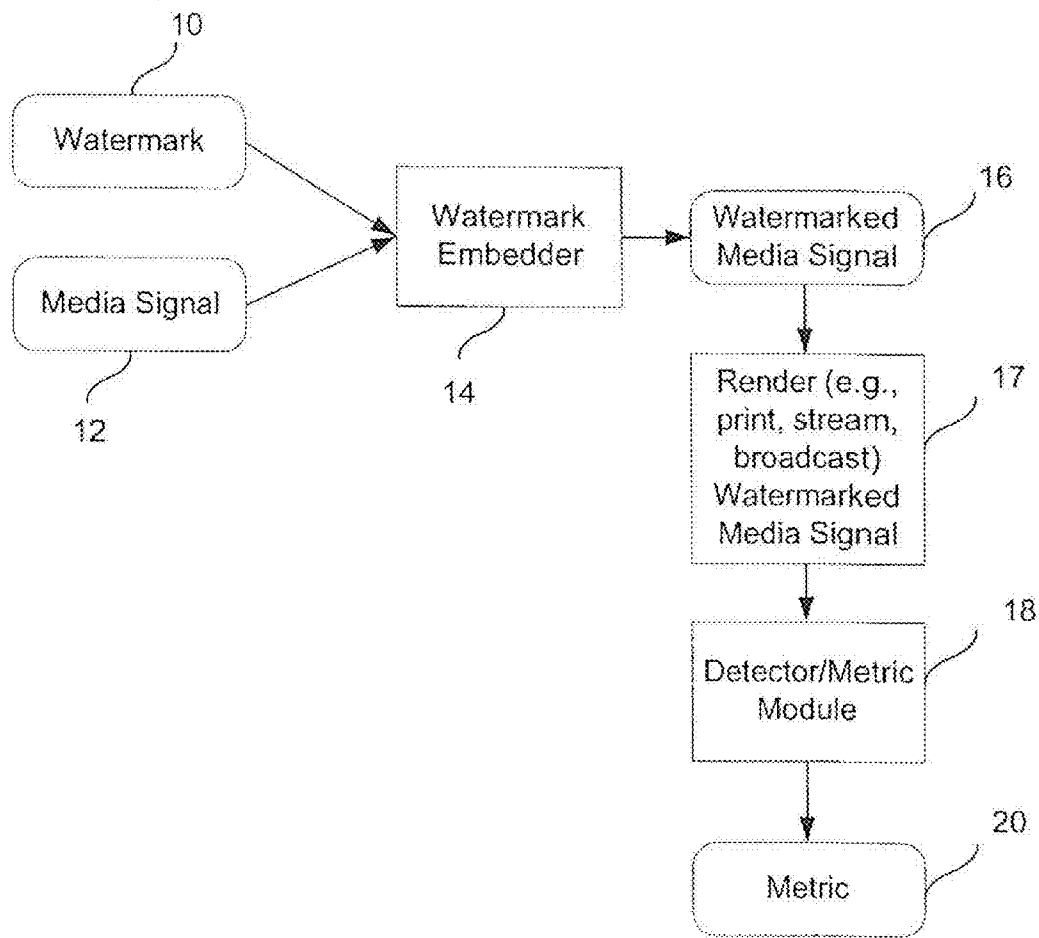 10
Watermark
Media Signal
12
Watermark
Embedder
14
Watermarked
Media Signal
16
Render (e.g.,
print, stream,
broadcast)
Watermarked
Media Signal
17
Detector/Metric
Module
18
Metric
20